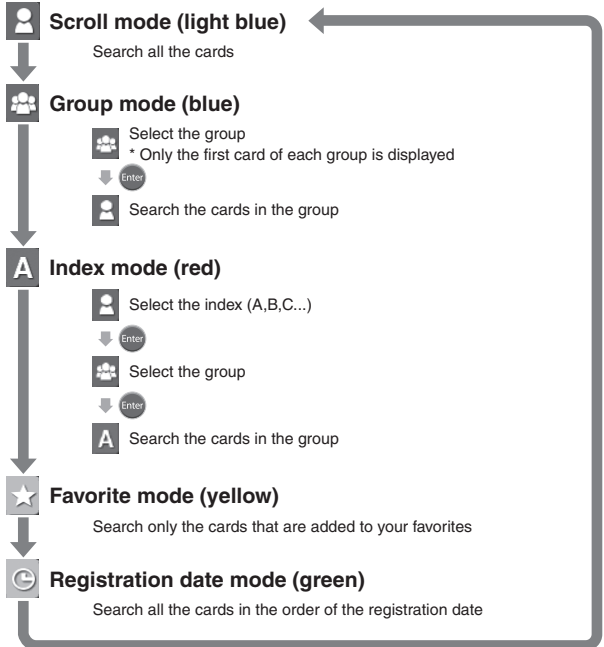 Scroll mode (light blue)
Search all the cards
Group mode (blue)
Select the group
* Only the first card of each group is displayed
Enter
Search the cards in the group
A Index mode (red)
Select the index (A,B,C...)
Enter
Select the group
Enter
A Search the cards in the group
Favorite mode (yellow)
Search only the cards that are added to your favorites
Registration date mode (green)
Search all the cards in the order of the registration date